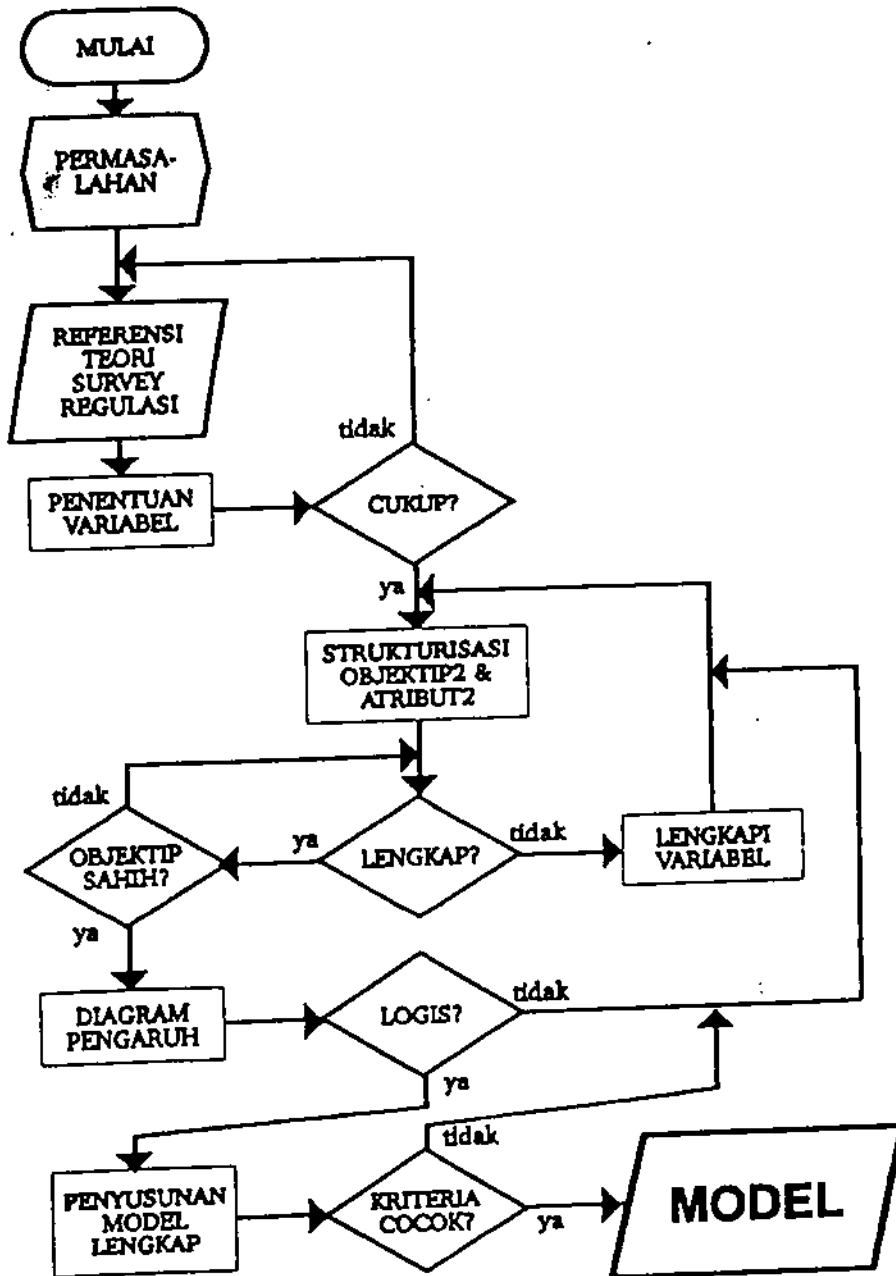 MULAI
PERMASA-
LAHAN
REFERENSI
TEORI
SURVEY
REGULASI
tidak
PENENTUAN
VARIABEL
CUKUP?
ya
STRUKTURISASI
OBJEKTIP2 &
ATRIBUT2
tidak
OBJEKTIP
SAHIH?
ya
LENGKAP?
tidak
LENGKAPI
VARIABEL
ya
DIAGRAM
PENGARUH
LOGIS?
tidak
ya
tidak
PENYUSUNAN
MODEL
LENGKAP
KRITERIA
COCOK?
ya
MODEL